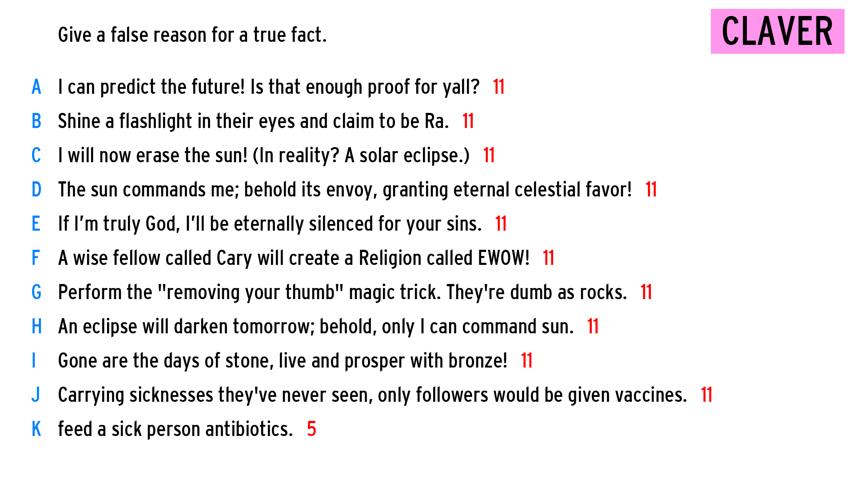 Give a false reason for a true fact.
CLAVER
A I can predict the future! Is that enough proof for yall? 11
B Shine a flashlight in their eyes and claim to be Ra. 11
C I will now erase the sun! (In reality? A solar eclipse.) 11
D The sun commands me; behold its envoy, granting eternal celestial favor! 11
E If I'm truly God, I'll be eternally silenced for your sins. 11
F A wise fellow called Cary will create a Religion called EWOW! 11
G Perform the "removing your thumb" magic trick. They're dumb as rocks. 11
H An eclipse will darken tomorrow; behold, only I can command sun. 11
I Gone are the days of stone, live and prosper with bronze! 11
J Carrying sicknesses they've never seen, only followers would be given vaccines. 11
K feed a sick person antibiotics. 5